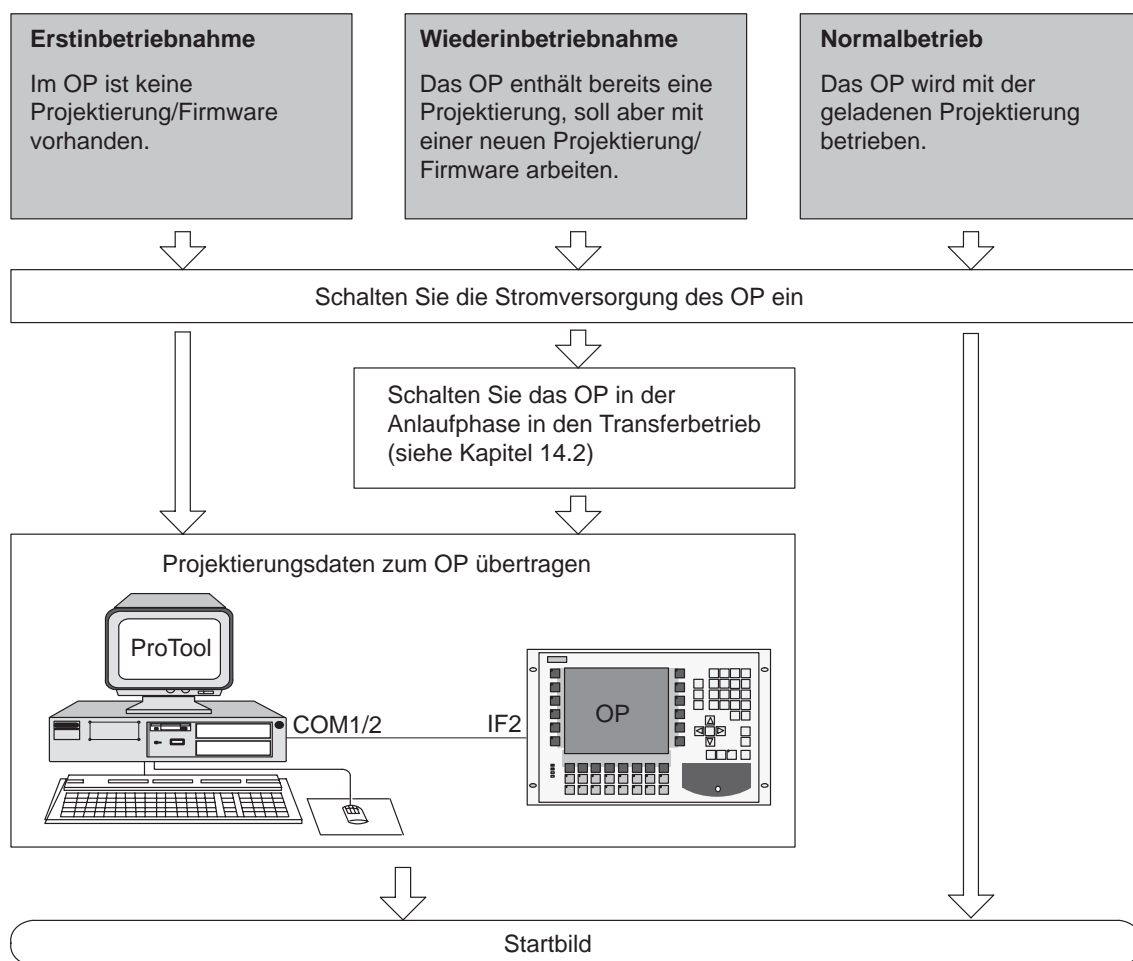 Erstinbetriebnahme
Im OP ist keine
Projektierung/Firmware
vorhanden.
Wiederinbetriebnahme
Das OP enthält bereits eine
Projektierung, soll aber mit
einer neuen Projektierung/
Firmware arbeiten.
Normalbetrieb
Das OP wird mit der
geladenen Projektierung
betrieben.
Schalten Sie die Stromversorgung des OP ein
Schalten Sie das OP in der
Anlaufphase in den Transferbetrieb
(siehe Kapitel 14.2)
Projektierungsdaten zum OP übertragen
ProTool
COM1/2
IF2
OP
Startbild